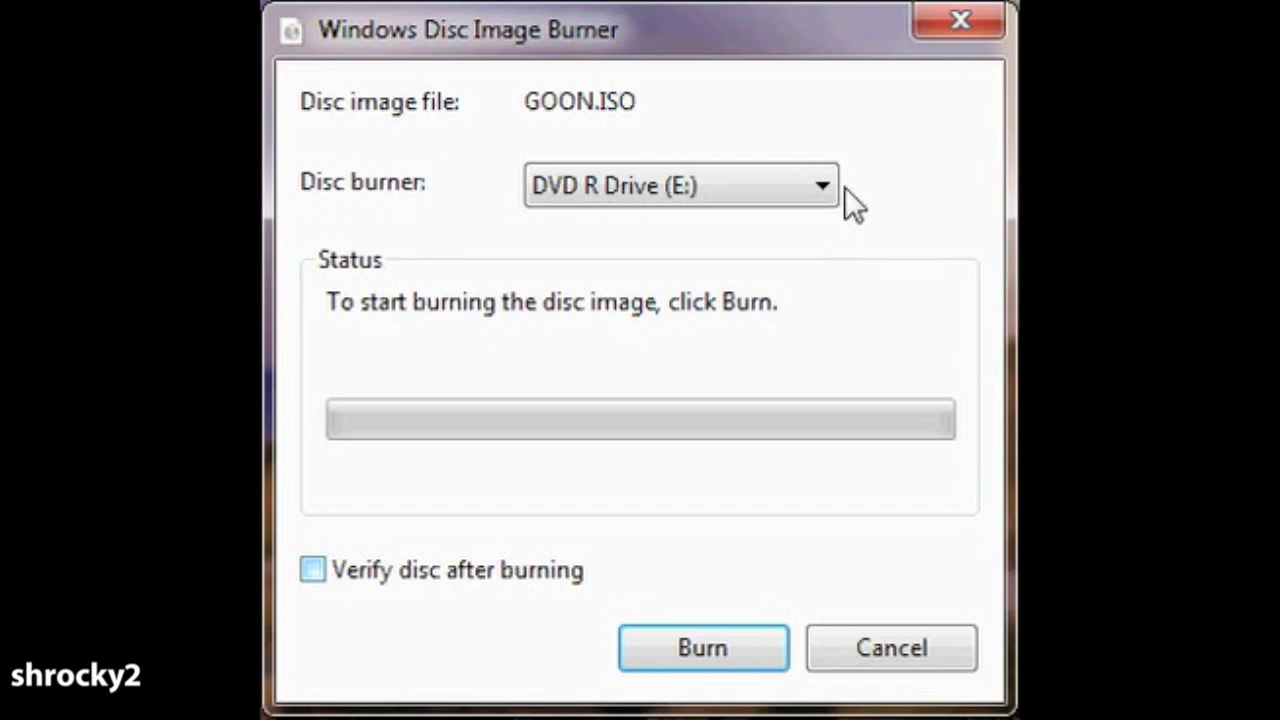 Windows Disc Image Burner
Disc image file: GOON.ISO
Disc burner: DVD R Drive (E:)
Status
To start burning the disc image, click Burn.
Verify disc after burning
Burn Cancel
shrocky2